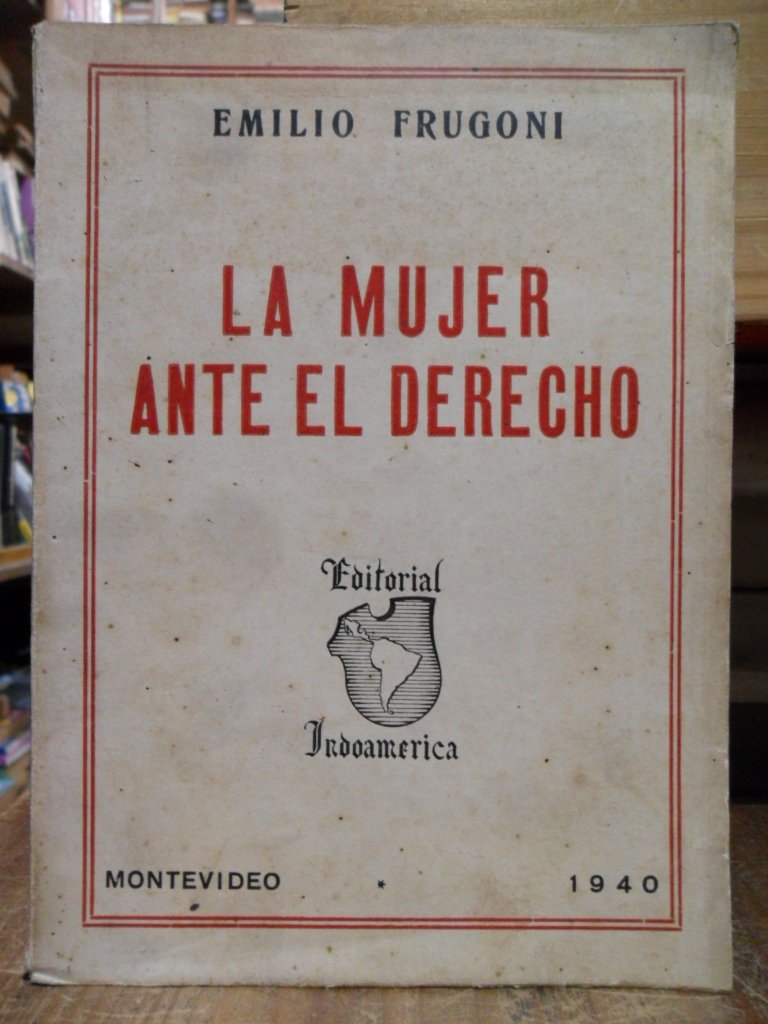 EMILIO FRUGONI
LA MUJER
ANTE EL DERECHO
Editorial
Indoamerica
MONTEVIDEO * 1940